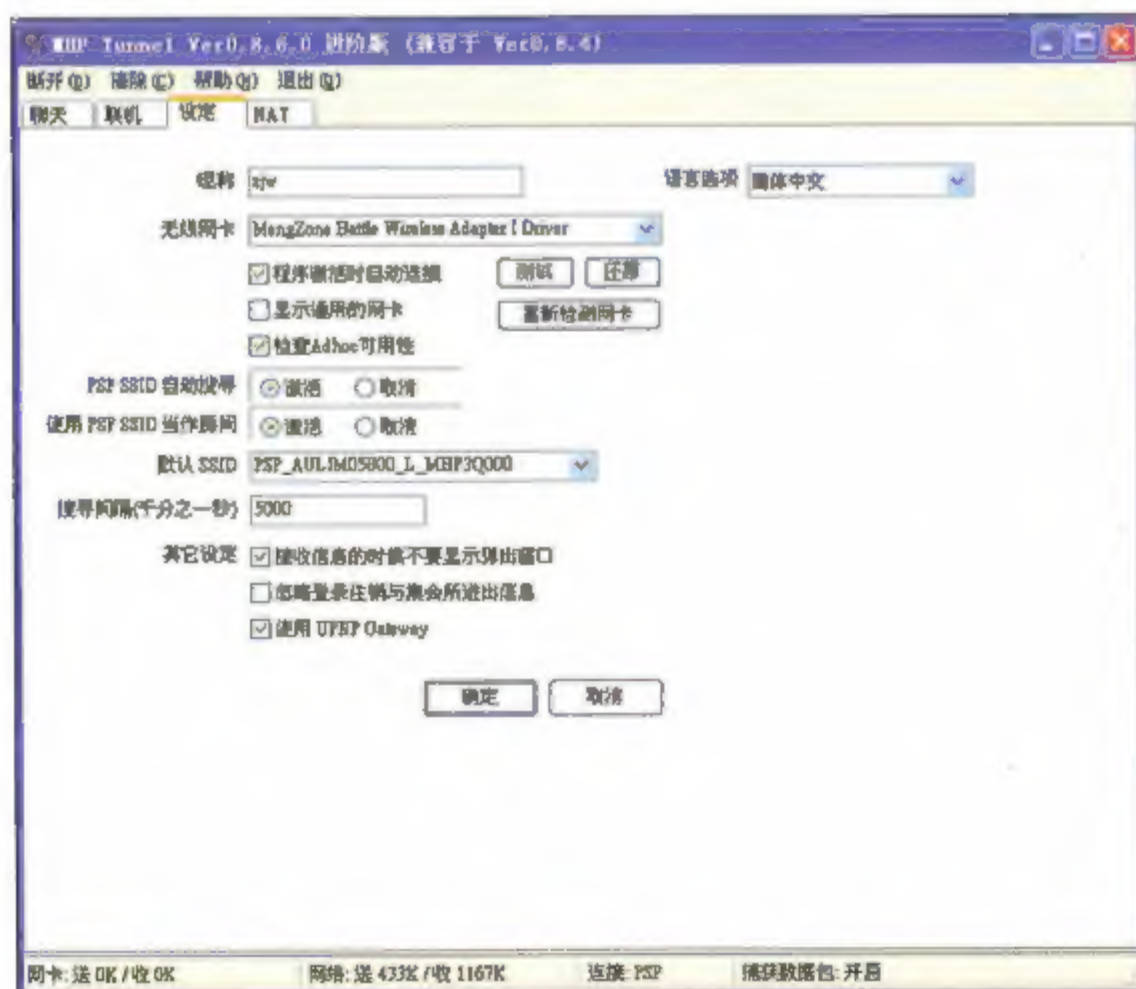 MHP Tunnel Ver0.8.6.0 进阶版 (兼容于 Ver0.8.4)
断开(D) 清除(C) 帮助(H) 退出(Q)
聊天 联机 设定 NAT
昵称 zjw 语言选项 简体中文
无线网卡 MengZone Battle Wireless Adapter I Driver
程序激活时自动连接 测试 还原
显示通用的网卡 重新检测网卡
检查Adhoc可用性
PSP SSID 自动搜寻 激活 取消
使用 PSP SSID 当作房间 激活 取消
默认 SSID PSP_AULJM05800_L_MHP3Q000
搜寻间隔(千分之一秒) 5000
其它设定 接收信息的时候不要显示弹出窗口
忽略登录注销与集会所进出信息
使用 UPNP Gateway
确定 取消
网卡: 送 0K / 收 0K 网络: 送 433K / 收 1167K 连接: PSP 捕获数据包: 开启